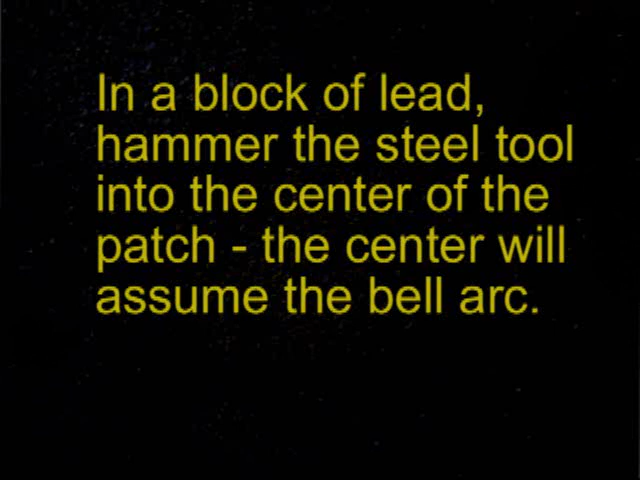 In a block of lead,
hammer the steel tool
into the center of the
patch - the center will
assume the bell arc.